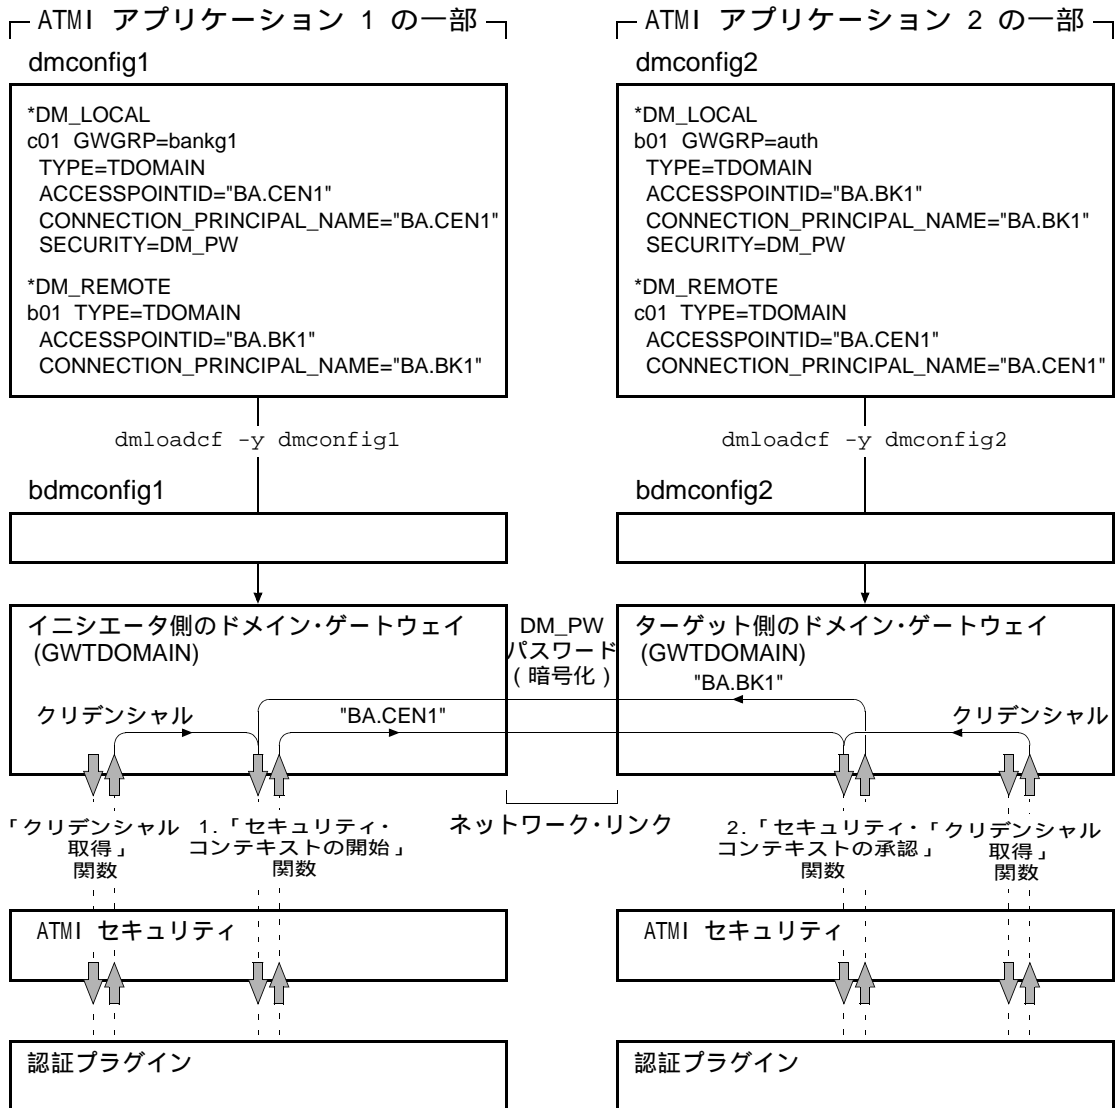 ATMI アプリケーション 1 の一部
dmconfig1
*DM_LOCAL
c01 GWGRP=bankg1
TYPE=TDOMAIN
ACCESSPOINTID="BA.CEN1"
CONNECTION_PRINCIPAL_NAME="BA.CEN1"
SECURITY=DM_PW
*DM_REMOTE
b01 TYPE=TDOMAIN
ACCESSPOINTID="BA.BK1"
CONNECTION_PRINCIPAL_NAME="BA.BK1"
dmloadcf -y dmconfig1
bdmconfig1
イニシエータ側のドメイン･ゲートウェイ
(GWTDOMAIN)
クリデンシャル
"BA.CEN1"
「クリデンシャル
取得」
関数
1.「セキュリティ・
コンテキストの開始」
関数
ATMI セキュリティ
認証プラグイン
DM_PW
パスワード
(暗号化)
ネットワーク･リンク
ATMI アプリケーション 2 の一部
dmconfig2
*DM_LOCAL
b01 GWGRP=auth
TYPE=TDOMAIN
ACCESSPOINTID="BA.BK1"
CONNECTION_PRINCIPAL_NAME="BA.BK1"
SECURITY=DM_PW
*DM_REMOTE
c01 TYPE=TDOMAIN
ACCESSPOINTID="BA.CEN1"
CONNECTION_PRINCIPAL_NAME="BA.CEN1"
dmloadcf -y dmconfig2
bdmconfig2
ターゲット側のドメイン･ゲートウェイ
(GWTDOMAIN)
"BA.BK1"
クリデンシャル
2.「セキュリティ・
コンテキストの承認」
関数
「クリデンシャル
取得」
関数
ATMI セキュリティ
認証プラグイン